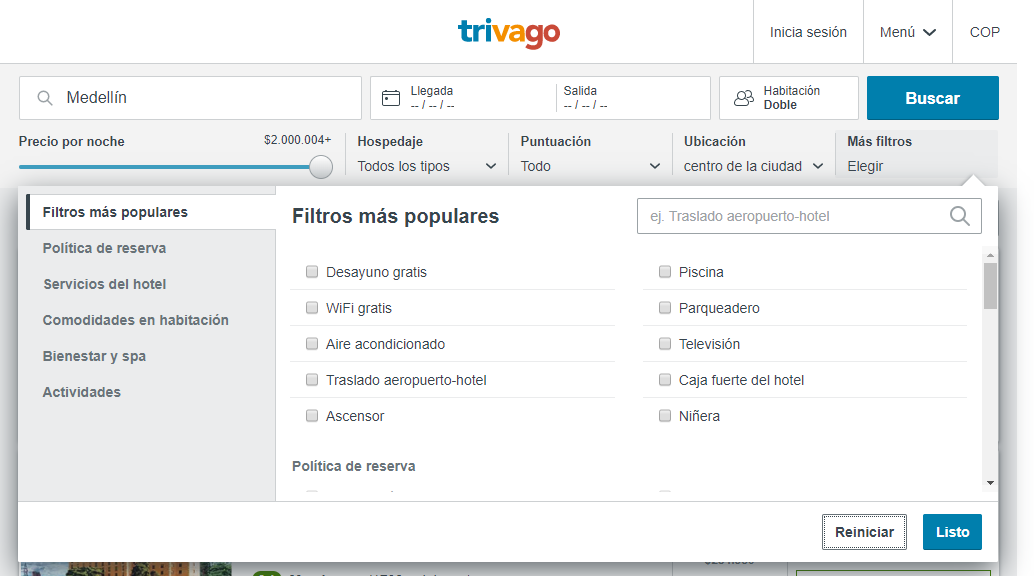 trivago
Inicia sesión
Menú
COP
Medellín
Llegada
-- / -- / --
Salida
-- / -- / --
Habitación
Doble
Buscar
Precio por noche
$2.000.004+
Hospedaje
Todos los tipos
Puntuación
Todo
Ubicación
centro de la ciudad
Más filtros
Elegir
Filtros más populares
Política de reserva
Servicios del hotel
Comodidades en habitación
Bienestar y spa
Actividades
Filtros más populares
ej. Traslado aeropuerto-hotel
Desayuno gratis
Piscina
WiFi gratis
Parqueadero
Aire acondicionado
Televisión
Traslado aeropuerto-hotel
Caja fuerte del hotel
Ascensor
Niñera
Política de reserva
Reiniciar
Listo